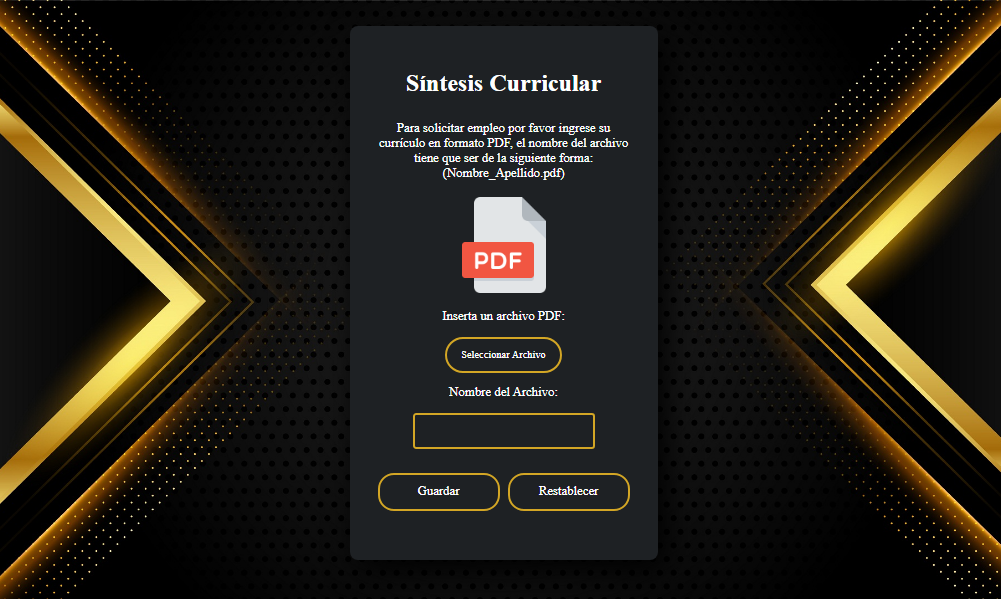 Síntesis Curricular
Para solicitar empleo por favor ingrese su
currículo en formato PDF, el nombre del archivo
tiene que ser de la siguiente forma:
(Nombre_Apellido.pdf)
PDF
Inserta un archivo PDF:
Seleccionar Archivo
Nombre del Archivo:
Guardar Restablecer